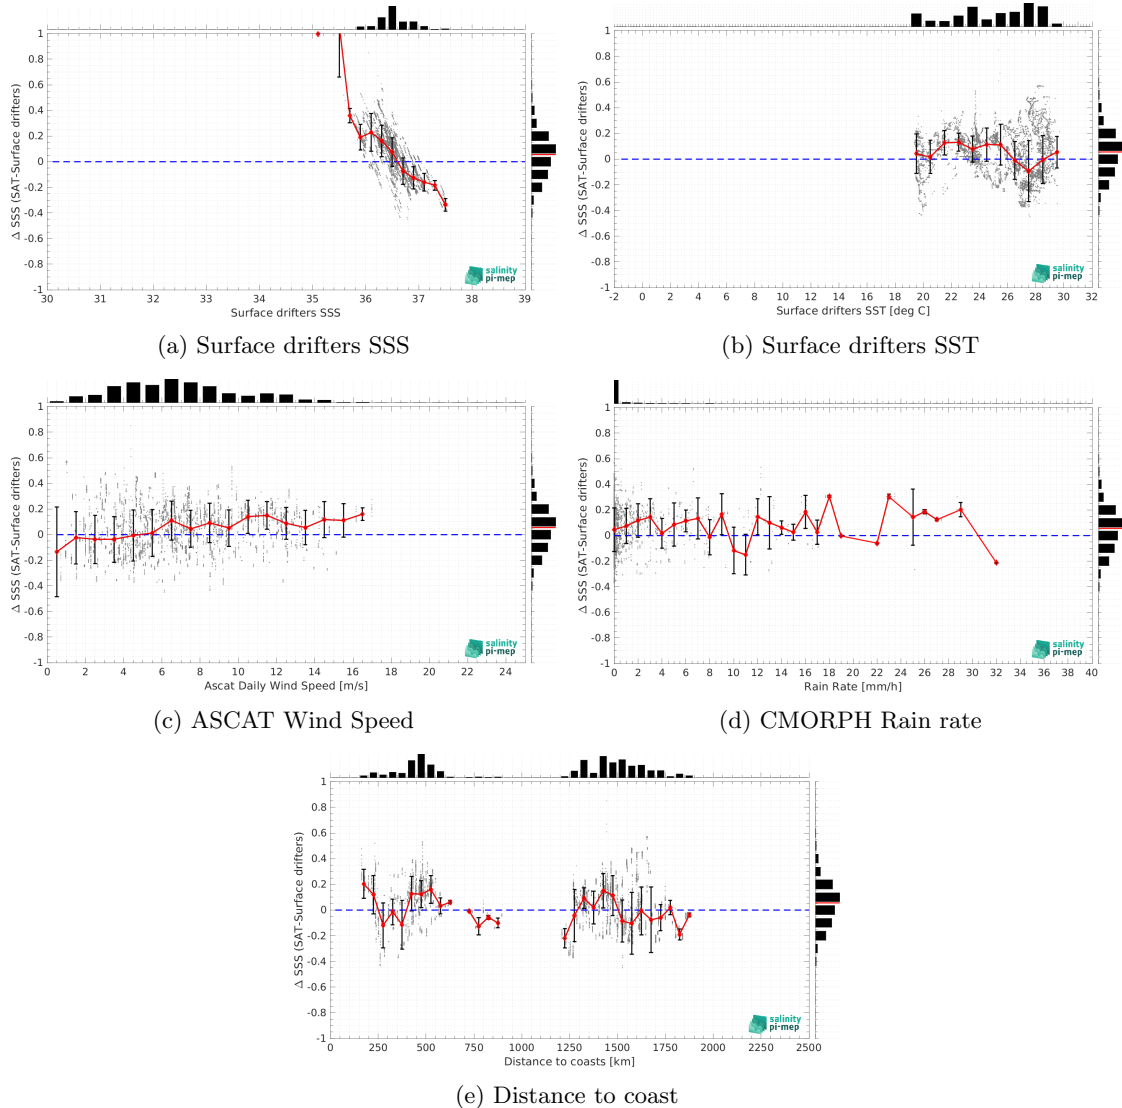 1
0.8
0.6
0.4
0.2
0
-0.2
-0.4
-0.6
-0.8
-1
Δ SSS (SAT-Surface drifters)
salinity
pi-mep
30 31 32 33 34 35 36 37 38 39
Surface drifters SSS
(a) Surface drifters SSS
1
0.8
0.6
0.4
0.2
0
-0.2
-0.4
-0.6
-0.8
-1
Δ SSS (SAT-Surface drifters)
salinity
pi-mep
-2 0 2 4 6 8 10 12 14 16 18 20 22 24 26 28 30 32
Surface drifters SST [deg C]
(b) Surface drifters SST
1
0.8
0.6
0.4
0.2
0
-0.2
-0.4
-0.6
-0.8
-1
Δ SSS (SAT-Surface drifters)
salinity
pi-mep
0 2 4 6 8 10 12 14 16 18 20 22 24
Ascat Daily Wind Speed [m/s]
(c) ASCAT Wind Speed
1
0.8
0.6
0.4
0.2
0
-0.2
-0.4
-0.6
-0.8
-1
Δ SSS (SAT-Surface drifters)
salinity
pi-mep
0 2 4 6 8 10 12 14 16 18 20 22 24 26 28 30 32 34 36 38 40
Rain Rate [mm/h]
(d) CMORPH Rain rate
1
0.8
0.6
0.4
0.2
0
-0.2
-0.4
-0.6
-0.8
-1
Δ SSS (SAT-Surface drifters)
salinity
pi-mep
0 250 500 750 1000 1250 1500 1750 2000 2250 2500
Distance to coasts [km]
(e) Distance to coast